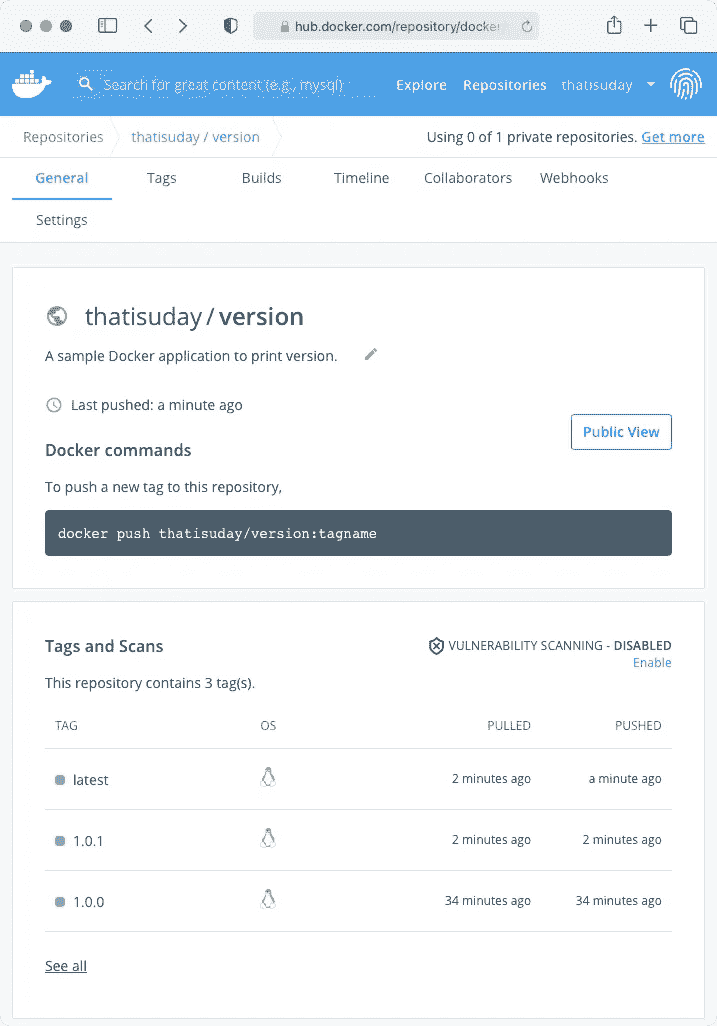 hub.docker.com/repository/docker
Search for great content (e.g., mysql)
Explore Repositories thatisuday
Repositories thatisuday / version Using 0 of 1 private repositories. Get more
General Tags Builds Timeline Collaborators Webhooks
Settings
thatisuday / version
A sample Docker application to print version.
Last pushed: a minute ago
Public View
Docker commands
To push a new tag to this repository,
docker push thatisuday/version:tagname
Tags and Scans
VULNERABILITY SCANNING - DISABLED
Enable
This repository contains 3 tag(s).
TAG OS PULLED PUSHED
latest 2 minutes ago a minute ago
1.0.1 2 minutes ago 2 minutes ago
1.0.0 34 minutes ago 34 minutes ago
See all